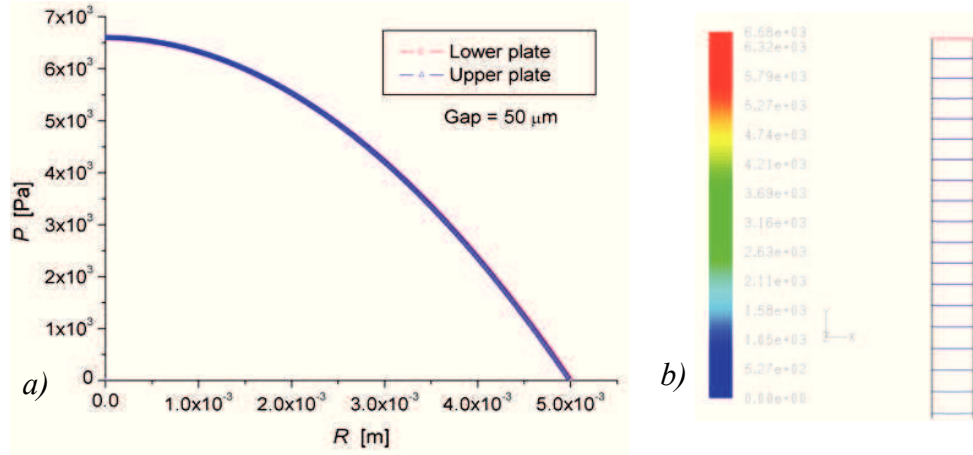 7x10³
6x10³
5x10³
4x10³
3x10³
2x10³
1x10³
0
P [Pa]
Lower plate
Upper plate
Gap = 50 μm
0.0 1.0x10⁻³ 2.0x10⁻³ 3.0x10⁻³ 4.0x10⁻³ 5.0x10⁻³
R [m]
a)
6.32e+03
5.79e+03
5.27e+03
4.74e+03
4.21e+03
3.69e+03
3.16e+03
2.63e+03
2.11e+03
1.58e+03
1.05e+03
5.27e+02
0.00e+00
b)